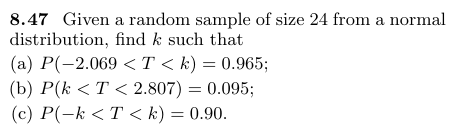 8.47 Given a random sample of size 24 from a normal
distribution, find k such that
(a) P(−2.069 < T < k) = 0.965;
(b) P(k < T < 2.807) = 0.095;
(c) P(−k < T < k) = 0.90.